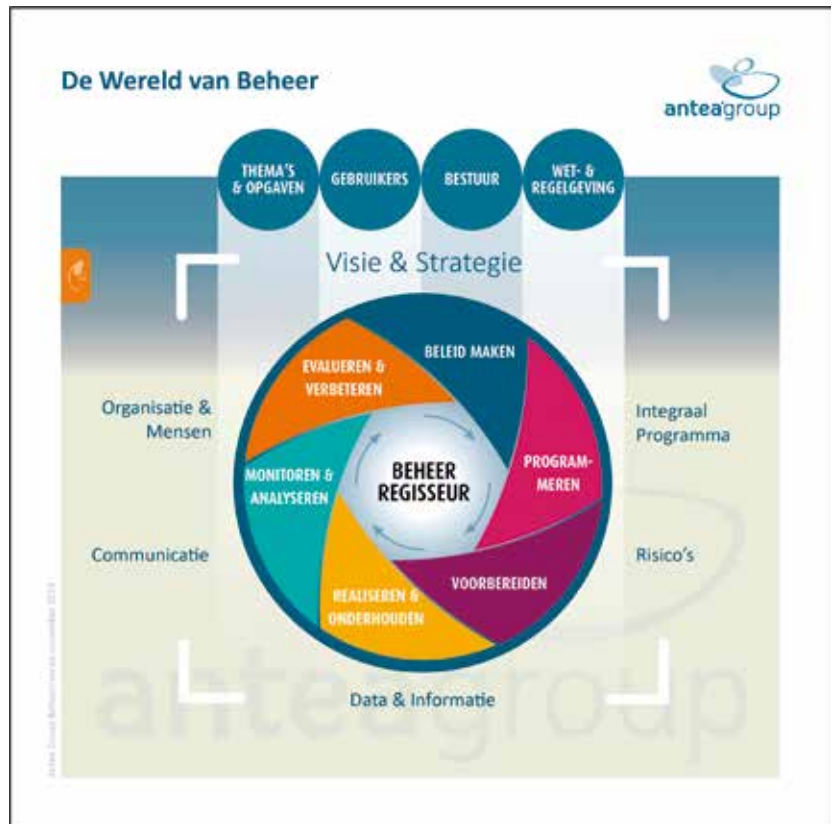 De Wereld van Beheer
anteagroup
THEMA'S
& OPGAVEN
GEBRUIKERS
BESTUUR
WET- &
REGELGEVING
Visie & Strategie
BELEID MAKEN
EVALUEREN &
VERBETEREN
Organisatie &
Mensen
Integraal
Programma
PROGRAM-
MEREN
BEHEER
REGISSEUR
MONITOREN &
ANALYSEREN
Communicatie
Risico's
VOORBEREIDEN
REALISEREN &
ONDERHOUDEN
Data & Informatie
anteagroup